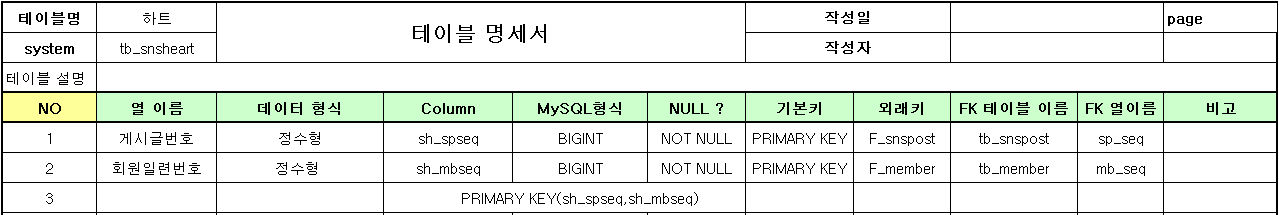 테이블명 하트 테이블 명세서 작성일 page
system tb_snsheart 작성자
테이블 설명
NO 열 이름 데이터 형식 Column MySQL형식 NULL ? 기본키 외래키 FK 테이블 이름 FK 열이름 비고
1 게시글번호 정수형 sh_spseq BIGINT NOT NULL PRIMARY KEY F_snspost tb_snspost sp_seq
2 회원일련번호 정수형 sh_mbseq BIGINT NOT NULL PRIMARY KEY F_member tb_member mb_seq
3 PRIMARY KEY(sh_spseq,sh_mbseq)